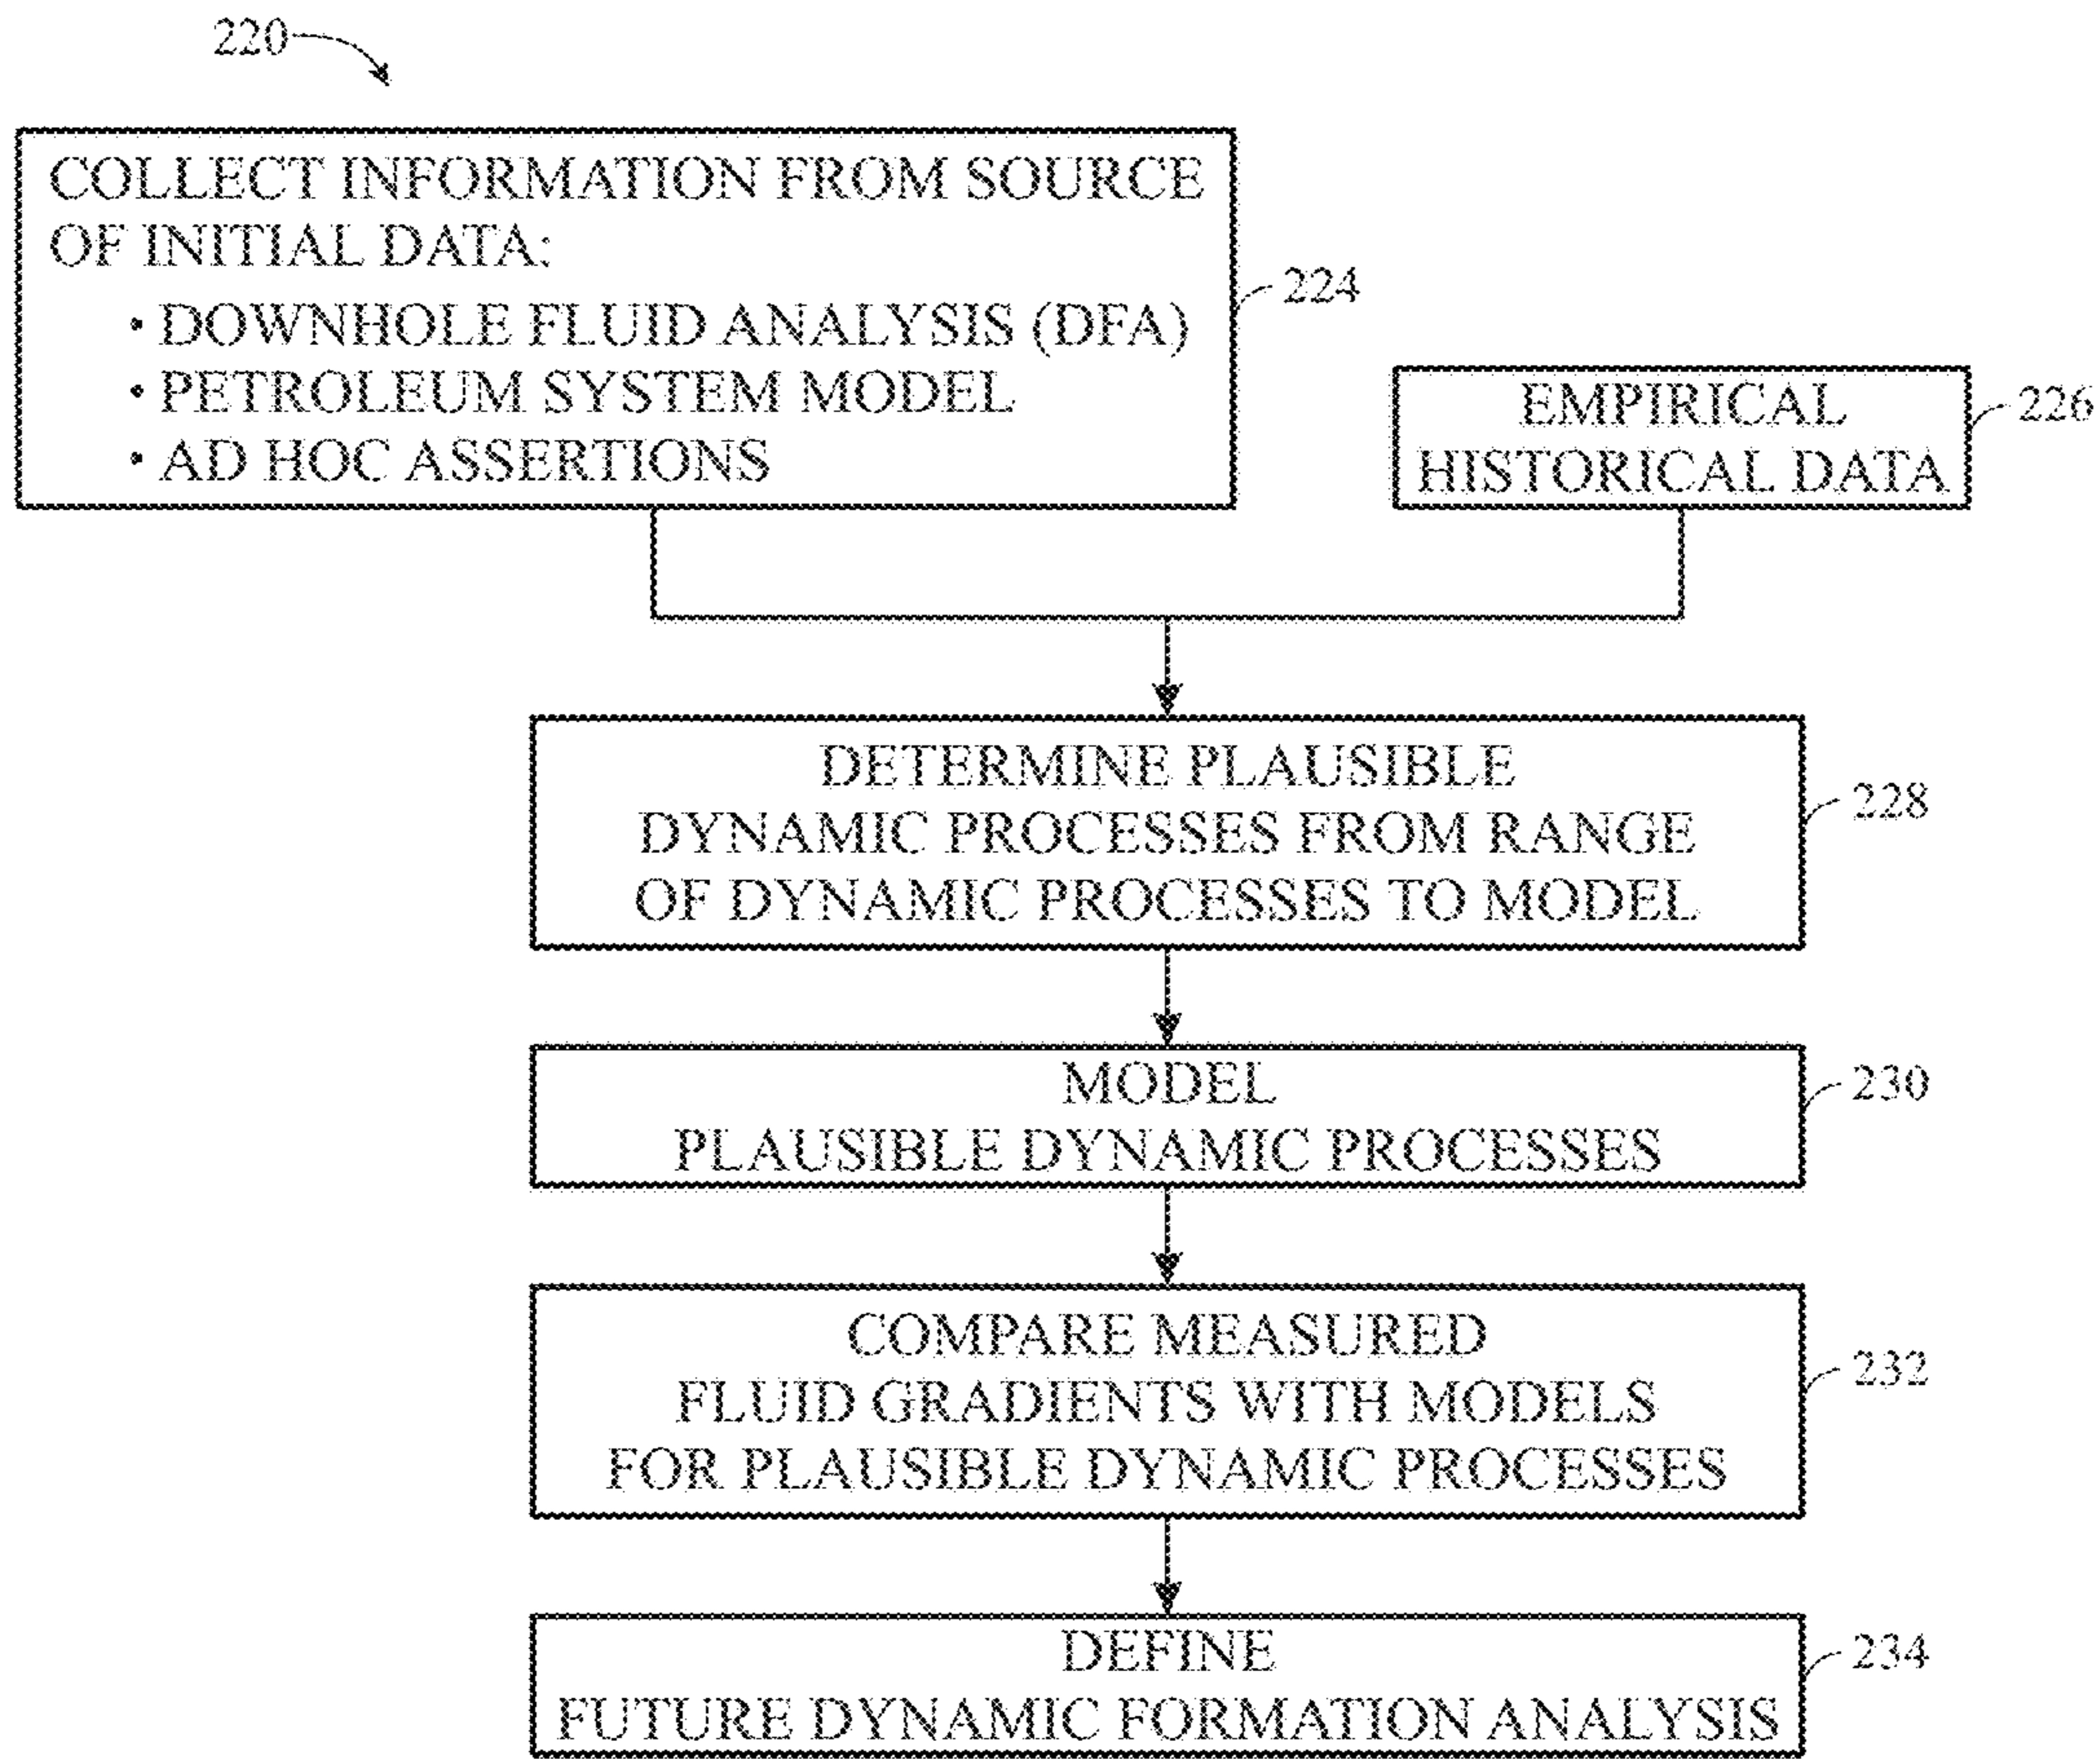 220
COLLECT INFORMATION FROM SOURCE
OF INITIAL DATA:
• DOWNHOLE FLUID ANALYSIS (DFA)
• PETROLEUM SYSTEM MODEL
• AD HOC ASSERTIONS
224
EMPIRICAL
HISTORICAL DATA
226
DETERMINE PLAUSIBLE
DYNAMIC PROCESSES FROM RANGE
OF DYNAMIC PROCESSES TO MODEL
228
MODEL
PLAUSIBLE DYNAMIC PROCESSES
230
COMPARE MEASURED
FLUID GRADIENTS WITH MODELS
FOR PLAUSIBLE DYNAMIC PROCESSES
232
DEFINE
FUTURE DYNAMIC FORMATION ANALYSIS
234